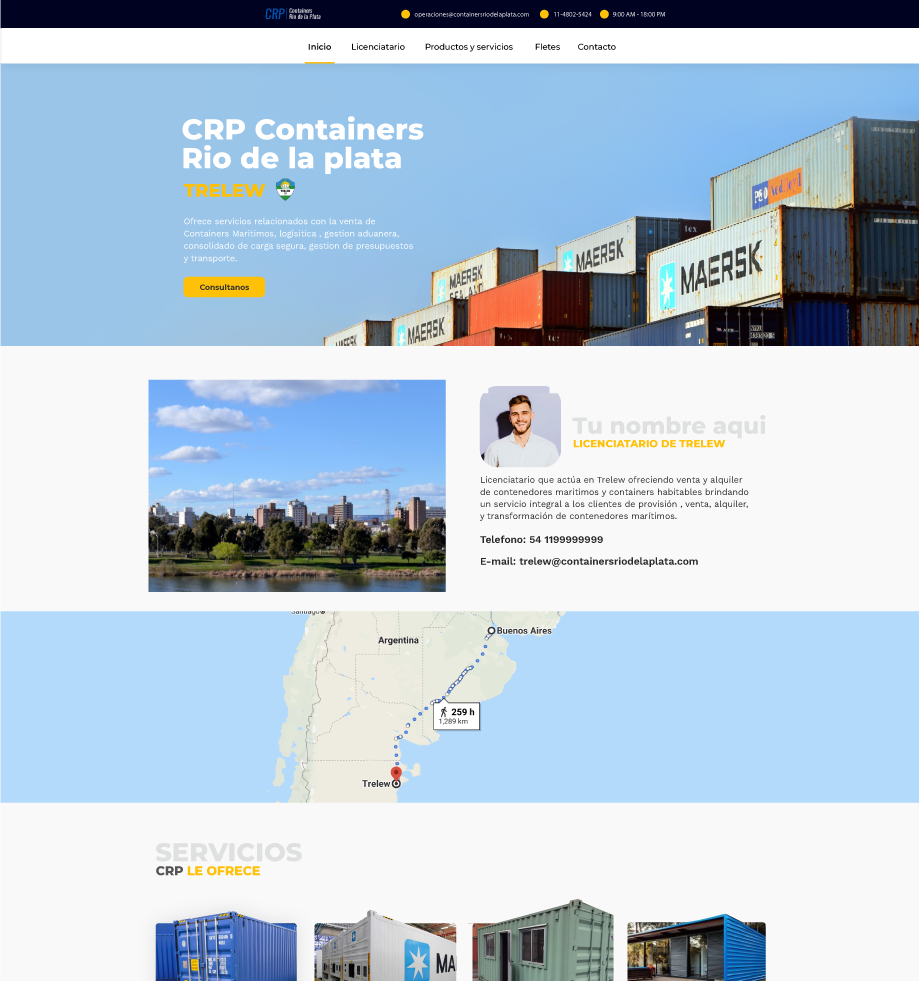 CRP Containers
Rio de la Plata
operaciones@containersriodelaplata.com
11-4802-5424
9:00 AM - 18:00 PM
Inicio
Licenciatario
Productos y servicios
Fletes
Contacto
CRP Containers
Rio de la plata
TRELEW
Ofrece servicios relacionados con la venta de
Containers Maritimos, logisitica , gestion aduanera,
consolidado de carga segura, gestion de presupuestos
y transporte.
Consultanos
P&O Nedlloyd
tex
MAERSK
MAERSK
MAERSK
SEALAND
MAERSK
Tu nombre aqui
LICENCIATARIO DE TRELEW
Licenciatario que actúa en Trelew ofreciendo venta y alquiler
de contenedores maritimos y containers habitables brindando
un servicio integral a los clientes de provisión , venta, alquiler,
y transformación de contenedores marítimos.
Telefono: 54 1199999999
E-mail: trelew@containersriodelaplata.com
Santiago
Buenos Aires
Argentina
259 h
1,289 km
Trelew
SERVICIOS
CRP LE OFRECE
MA